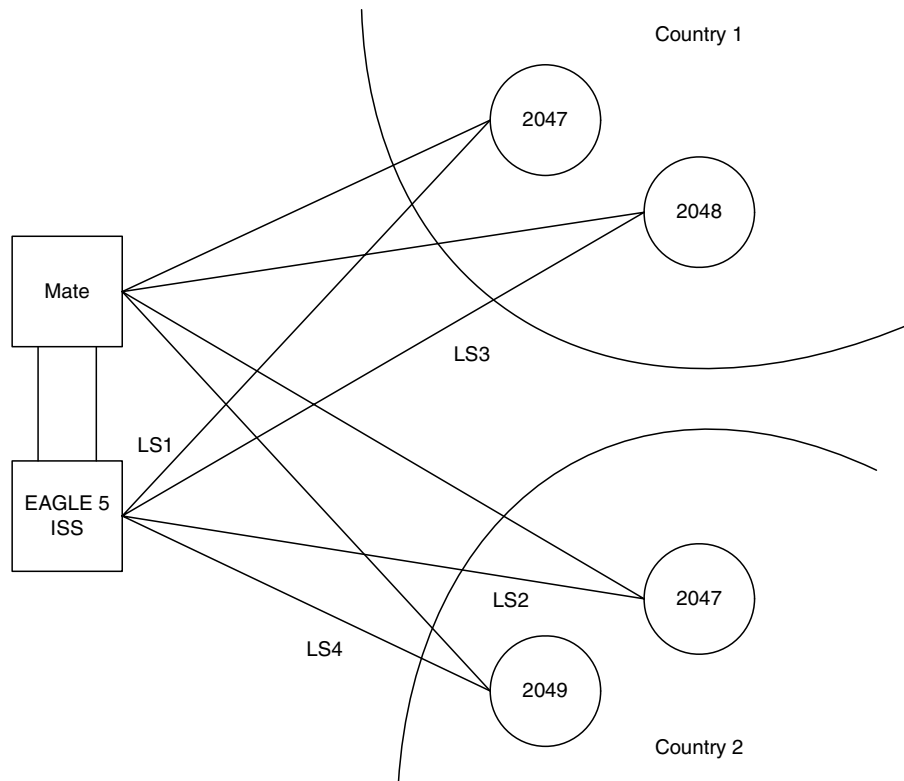 Country 1
2047
2048
Mate
LS3
LS1
EAGLE 5
ISS
LS2
2047
LS4
2049
Country 2